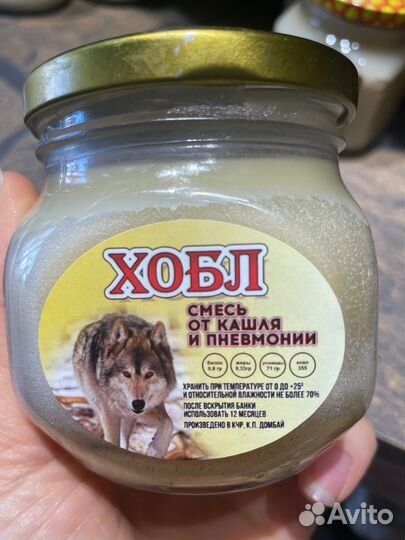 ХОБЛ
СМЕСЬ
ОТ КАШЛЯ
И ПНЕВМОНИИ
белок 0,8 гр
жиры 0,33гр
углеводы 71 гр
ккал 355
ХРАНИТЬ ПРИ ТЕМПЕРАТУРЕ ОТ 0 ДО +25°
И ОТНОСИТЕЛЬНОЙ ВЛАЖНОСТИ НЕ БОЛЕЕ 70%
ПОСЛЕ ВСКРЫТИЯ БАНКИ
ИСПОЛЬЗОВАТЬ 12 МЕСЯЦЕВ
ПРОИЗВЕДЕНО В КЧР, К.П. ДОМБАЙ
Avito